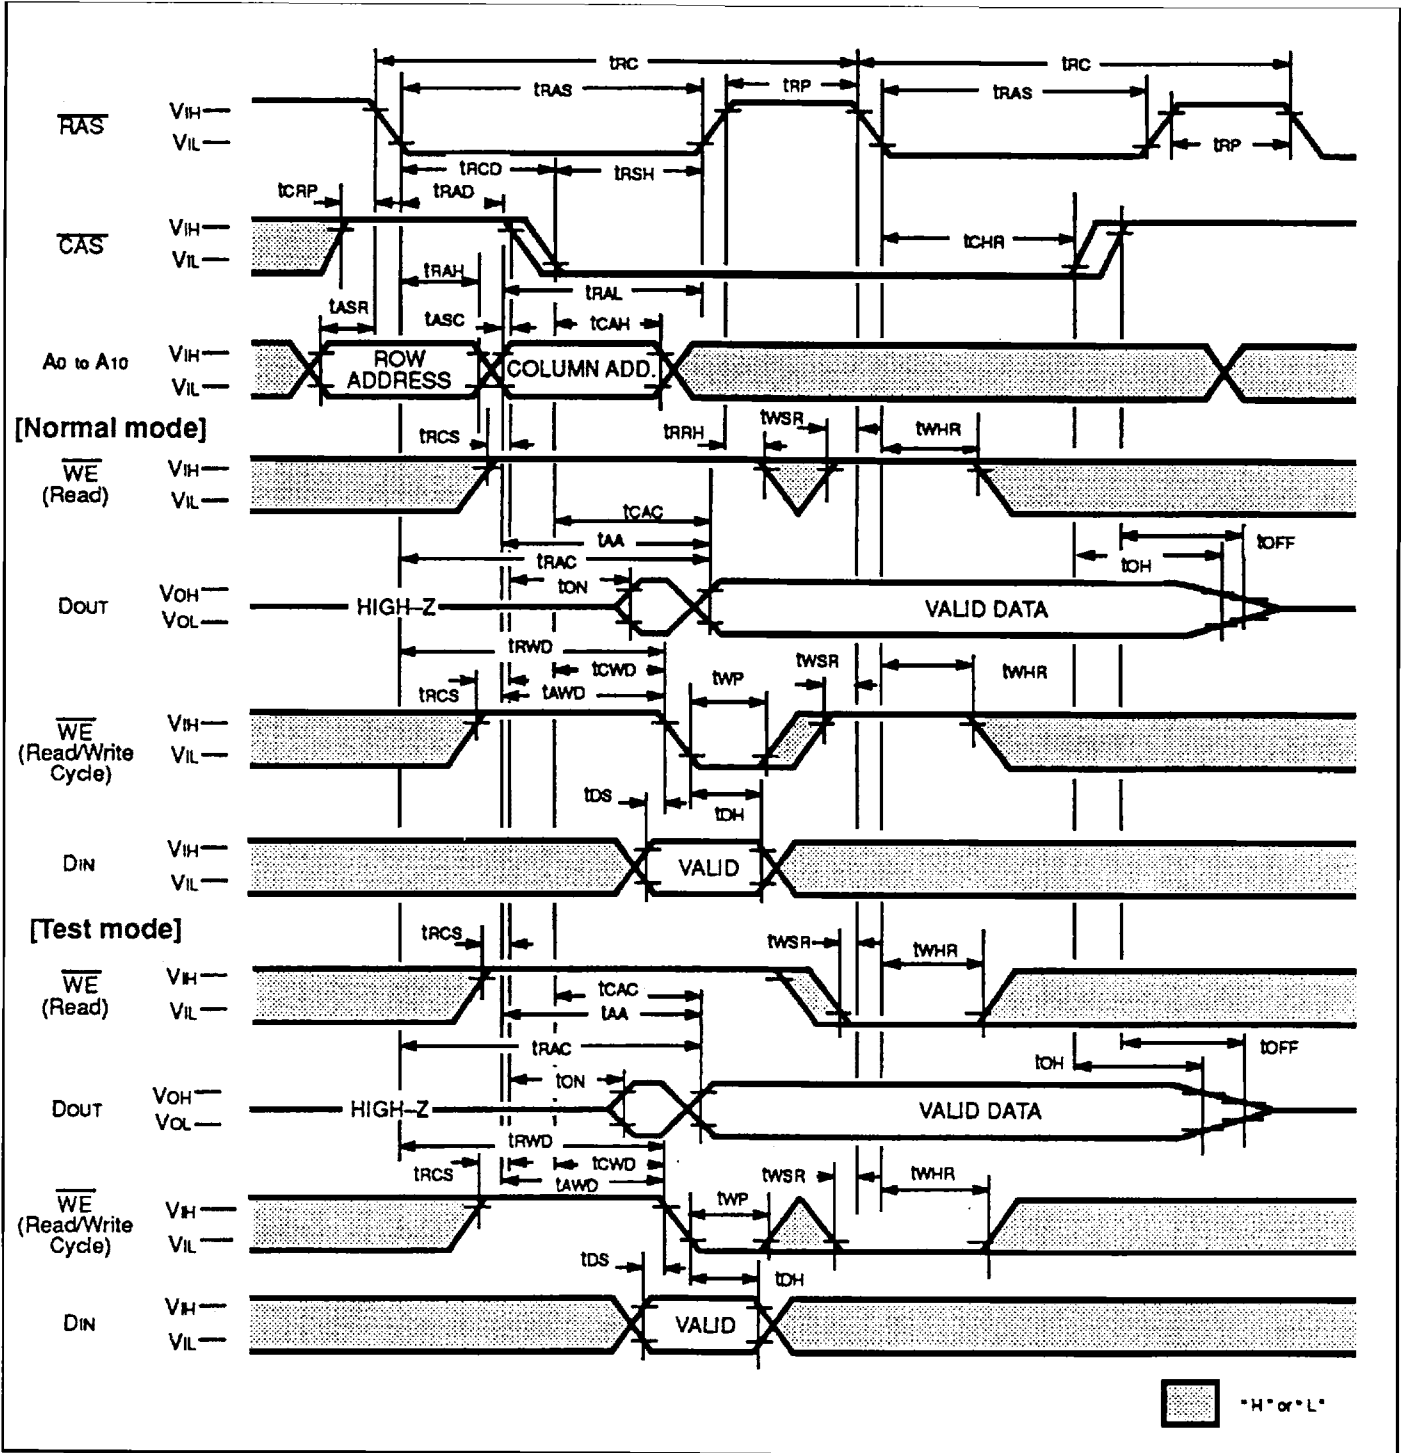 tRC tRC
tRAS tRP tRAS
RAS VIH
VIL
tRP
tRCD tRSH
tCRP tRAD
CAS VIH
VIL
tCHR
tRAH
tRAL
tASR tASC tCAH
A0 to A10 VIH
VIL
ROW
ADDRESS
COLUMN ADD.
[Normal mode]
tRCS tRRH tWSR tWHR
WE
(Read)
VIH
VIL
tCAC
tAA
tRAC
tOFF
tOH
tON
DOUT VOH
VOL
HIGH-Z VALID DATA
tRWD
tCWD tWSR tWHR
tRCS tAWD tWP
WE
(Read/Write
Cycle)
VIH
VIL
tDS tDH
DIN VIH
VIL
VALID
[Test mode]
tRCS tWSR tWHR
WE
(Read)
VIH
VIL
tCAC
tAA
tRAC tOFF
tOH
tON
DOUT VOH
VOL
HIGH-Z VALID DATA
tRWD
tRCS tCWD tWSR tWHR
tAWD
tWP
WE
(Read/Write
Cycle)
VIH
VIL
tDS tDH
DIN VIH
VIL
VALID
"H" or "L"